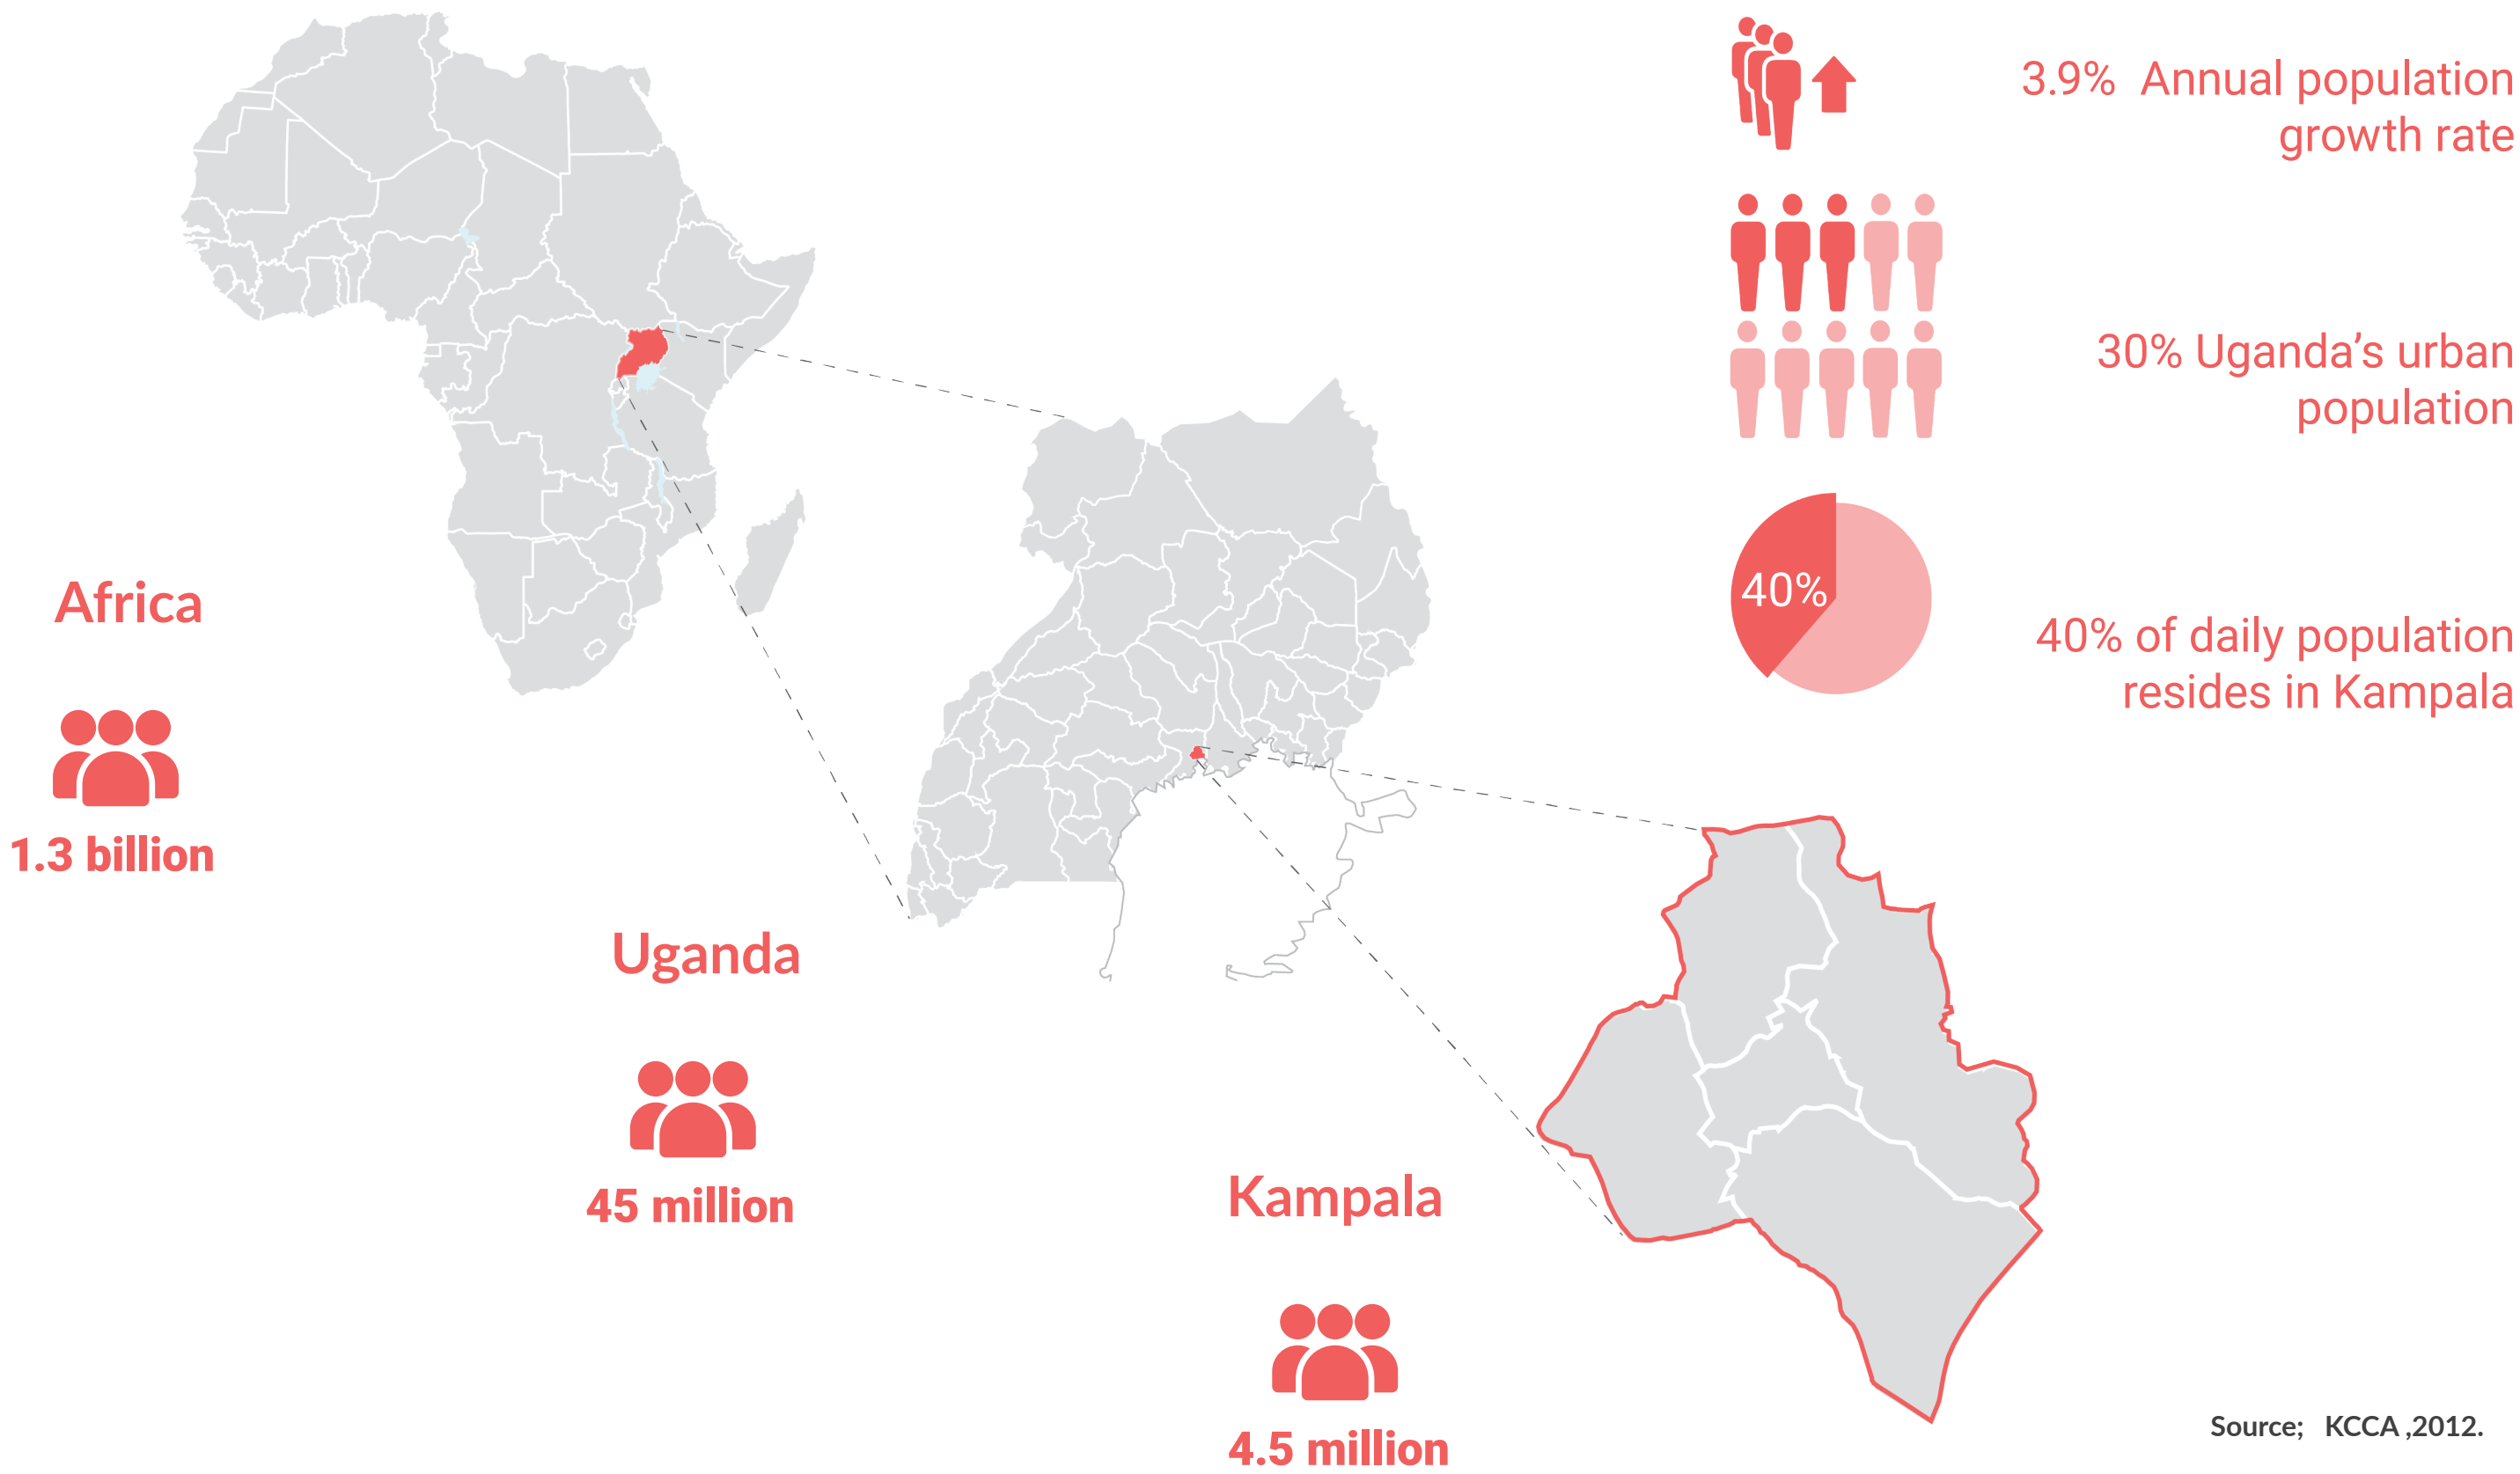 3.9% Annual population
growth rate
30% Uganda’s urban
population
40%
40% of daily population
resides in Kampala
Africa
1.3 billion
Uganda
45 million
Kampala
4.5 million
Source; KCCA ,2012.